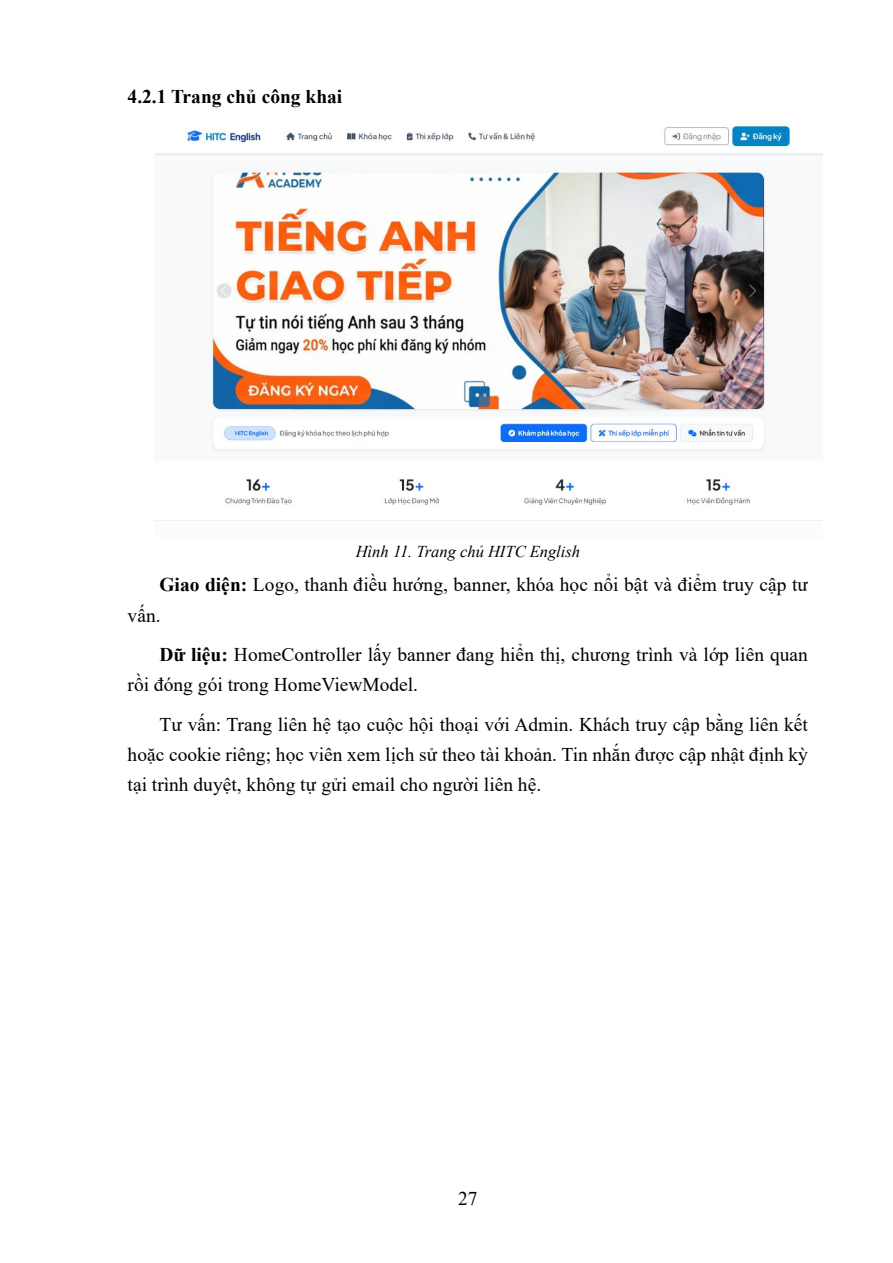 4.2.1 Trang chủ công khai
HITC English Trang chủ Khóa học Thi xếp lớp Tư vấn & Liên hệ Đăng nhập Đăng ký
ACADEMY
TIẾNG ANH
GIAO TIẾP
Tự tin nói tiếng Anh sau 3 tháng
Giảm ngay 20% học phí khi đăng ký nhóm
ĐĂNG KÝ NGAY
HITC English Đăng ký khóa học theo lịch phù hợp Khám phá khóa học Thi xếp lớp miễn phí Nhắn tin tư vấn
16+ 15+ 4+ 15+
Chương Trình Đào Tạo Lớp Học Đang Mở Giảng Viên Chuyên Nghiệp Học Viên Đồng Hành
Hình 11. Trang chủ HITC English
Giao diện: Logo, thanh điều hướng, banner, khóa học nổi bật và điểm truy cập tư
vấn.
Dữ liệu: HomeController lấy banner đang hiển thị, chương trình và lớp liên quan
rồi đóng gói trong HomeViewModel.
Tư vấn: Trang liên hệ tạo cuộc hội thoại với Admin. Khách truy cập bằng liên kết
hoặc cookie riêng; học viên xem lịch sử theo tài khoản. Tin nhắn được cập nhật định kỳ
tại trình duyệt, không tự gửi email cho người liên hệ.
27